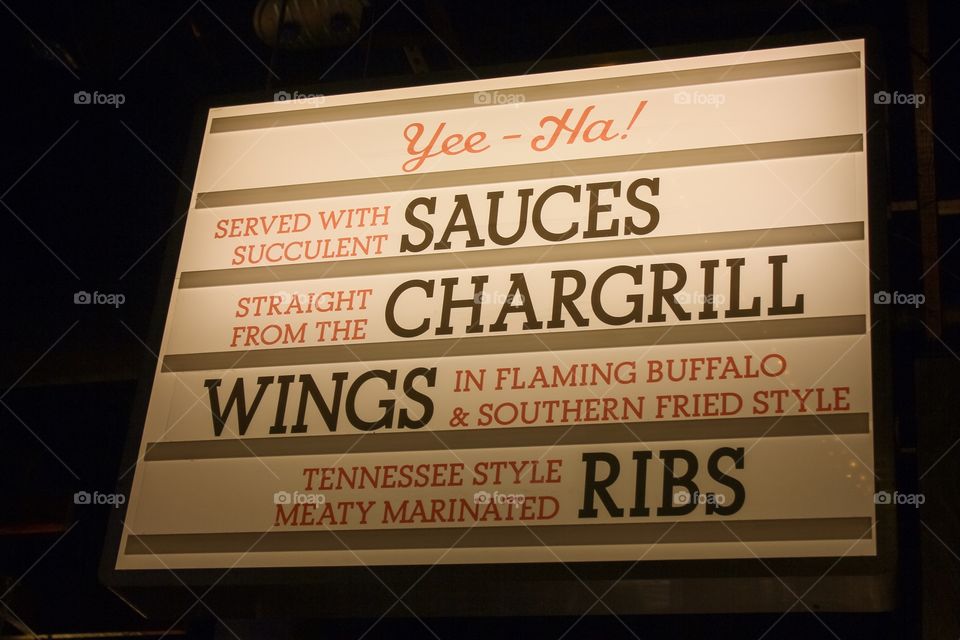 Yee-Ha!
SERVED WITH
SUCCULENT SAUCES
STRAIGHT
FROM THE CHARGRILL
WINGS IN FLAMING BUFFALO
& SOUTHERN FRIED STYLE
TENNESSEE STYLE
MEATY MARINATED RIBS
foap